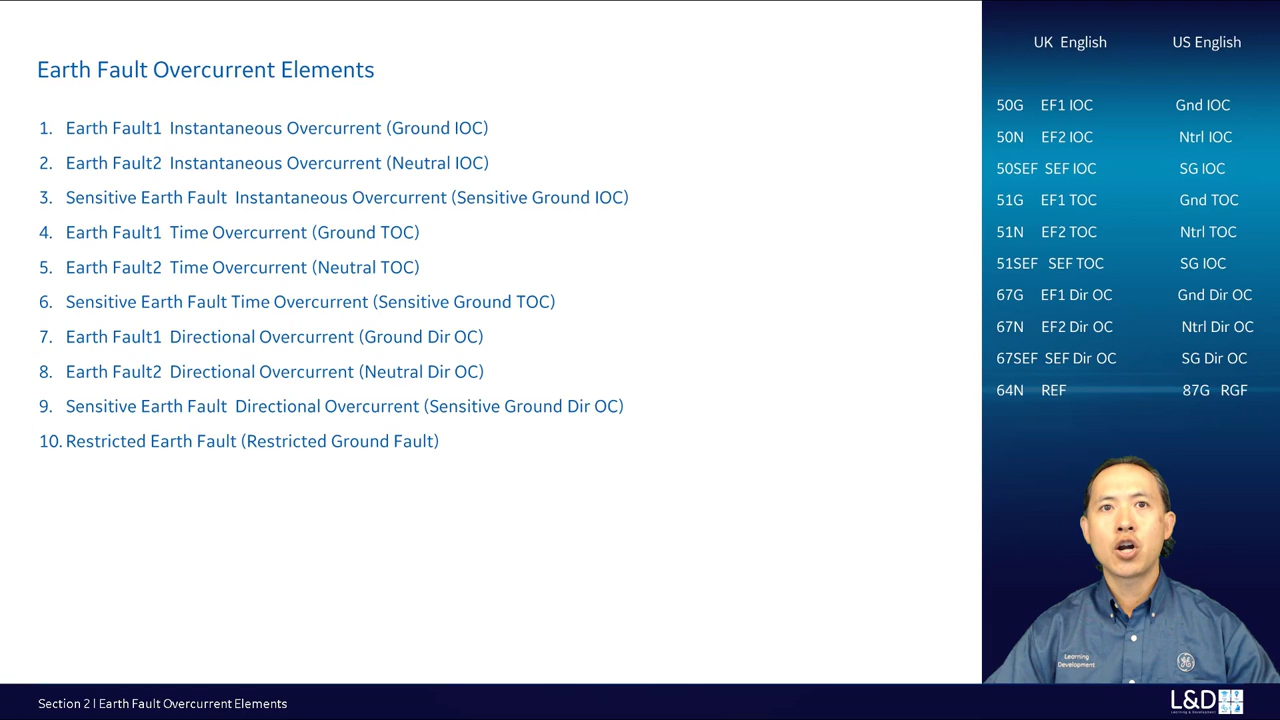 Earth Fault Overcurrent Elements
1. Earth Fault1 Instantaneous Overcurrent (Ground IOC)
2. Earth Fault2 Instantaneous Overcurrent (Neutral IOC)
3. Sensitive Earth Fault Instantaneous Overcurrent (Sensitive Ground IOC)
4. Earth Fault1 Time Overcurrent (Ground TOC)
5. Earth Fault2 Time Overcurrent (Neutral TOC)
6. Sensitive Earth Fault Time Overcurrent (Sensitive Ground TOC)
7. Earth Fault1 Directional Overcurrent (Ground Dir OC)
8. Earth Fault2 Directional Overcurrent (Neutral Dir OC)
9. Sensitive Earth Fault Directional Overcurrent (Sensitive Ground Dir OC)
10. Restricted Earth Fault (Restricted Ground Fault)
UK English US English
50G EF1 IOC Gnd IOC
50N EF2 IOC Ntrl IOC
50SEF SEF IOC SG IOC
51G EF1 TOC Gnd TOC
51N EF2 TOC Ntrl TOC
51SEF SEF TOC SG IOC
67G EF1 Dir OC Gnd Dir OC
67N EF2 Dir OC Ntrl Dir OC
67SEF SEF Dir OC SG Dir OC
64N REF 87G RGF
Learning
Development
GE
Section 2 | Earth Fault Overcurrent Elements
L&D
Learning & Development